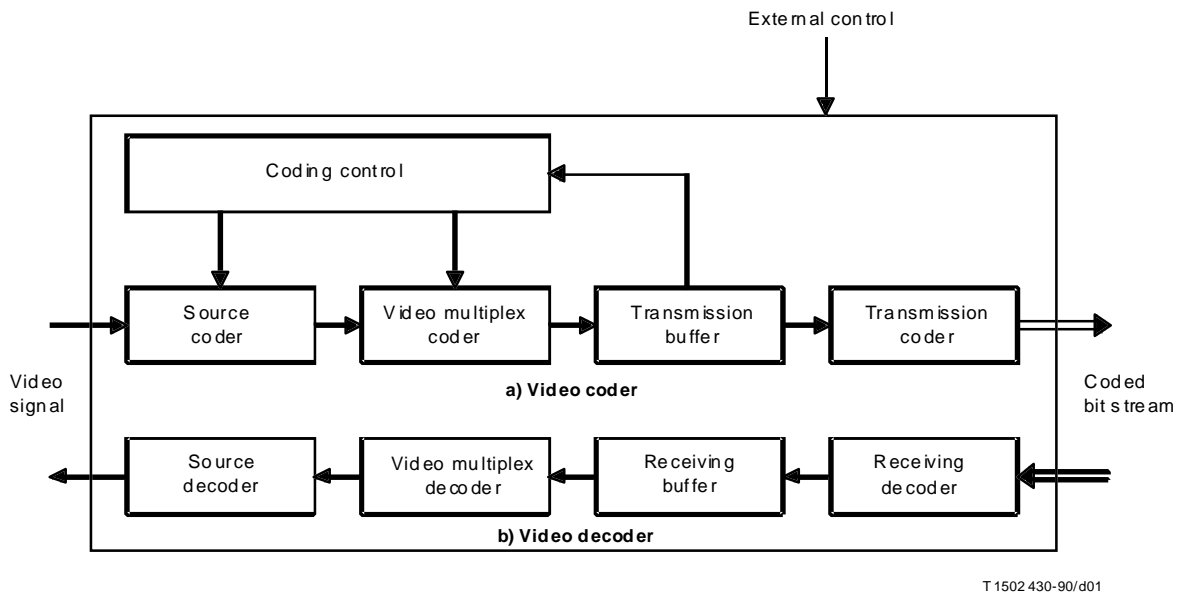 External control
Coding control
Source
coder
Video multiplex
coder
Transmission
buffer
Transmission
coder
Video
signal
a) Video coder
Coded
bit stream
Source
decoder
Video multiplex
decoder
Receiving
buffer
Receiving
decoder
b) Video decoder
T1502 430-90/d01